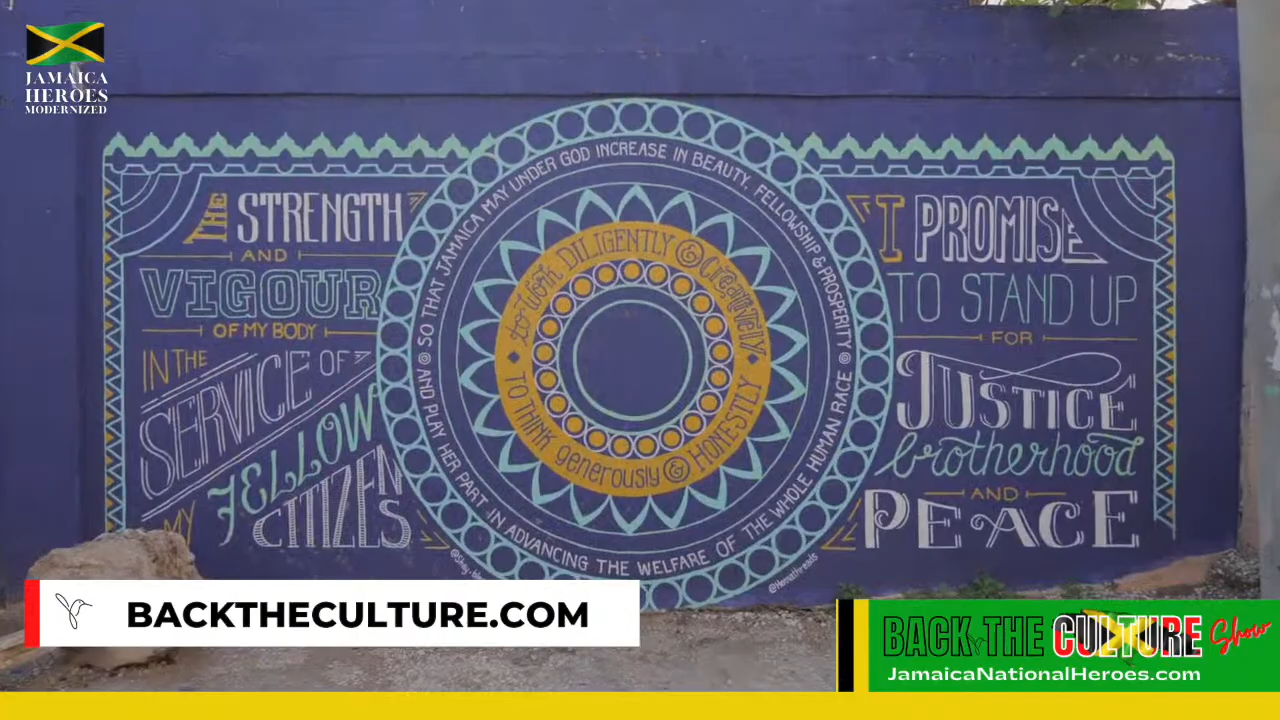 JAMAICA
HEROES
MODERNIZED
THE STRENGTH
AND
VIGOUR
OF MY BODY
IN THE
SERVICE OF
MY
FELLOW
CITIZENS
SO THAT JAMAICA MAY UNDER GOD INCREASE IN BEAUTY, FELLOWSHIP & PROSPERITY
AND PLAY HER PART IN ADVANCING THE WELFARE OF THE WHOLE HUMAN RACE
to work DILIGENTLY & creatively
TO THINK generously & HONESTLY
I PROMISE
TO STAND UP
FOR
JUSTICE
brotherhood
AND
PEACE
@Hennathreads
BACKTHECULTURE.COM
BACK THE CULTURE Show
JamaicaNationalHeroes.com